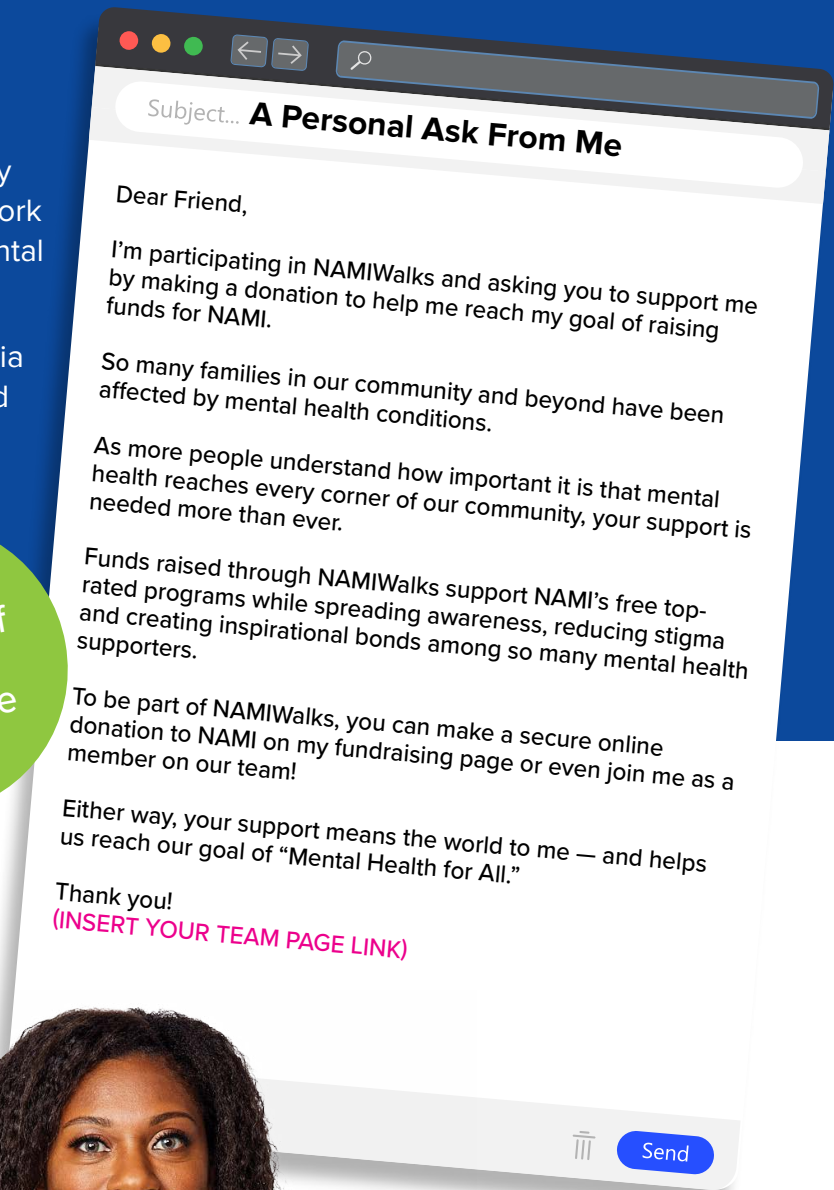 y
ork
ntal
ia
d
f
e
Subject... A Personal Ask From Me
Dear Friend,
I’m participating in NAMIWalks and asking you to support me
by making a donation to help me reach my goal of raising
funds for NAMI.
So many families in our community and beyond have been
affected by mental health conditions.
As more people understand how important it is that mental
health reaches every corner of our community, your support is
needed more than ever.
Funds raised through NAMIWalks support NAMI’s free top-
rated programs while spreading awareness, reducing stigma
and creating inspirational bonds among so many mental health
supporters.
To be part of NAMIWalks, you can make a secure online
donation to NAMI on my fundraising page or even join me as a
member on our team!
Either way, your support means the world to me — and helps
us reach our goal of “Mental Health for All.”
Thank you!
(INSERT YOUR TEAM PAGE LINK)
Send